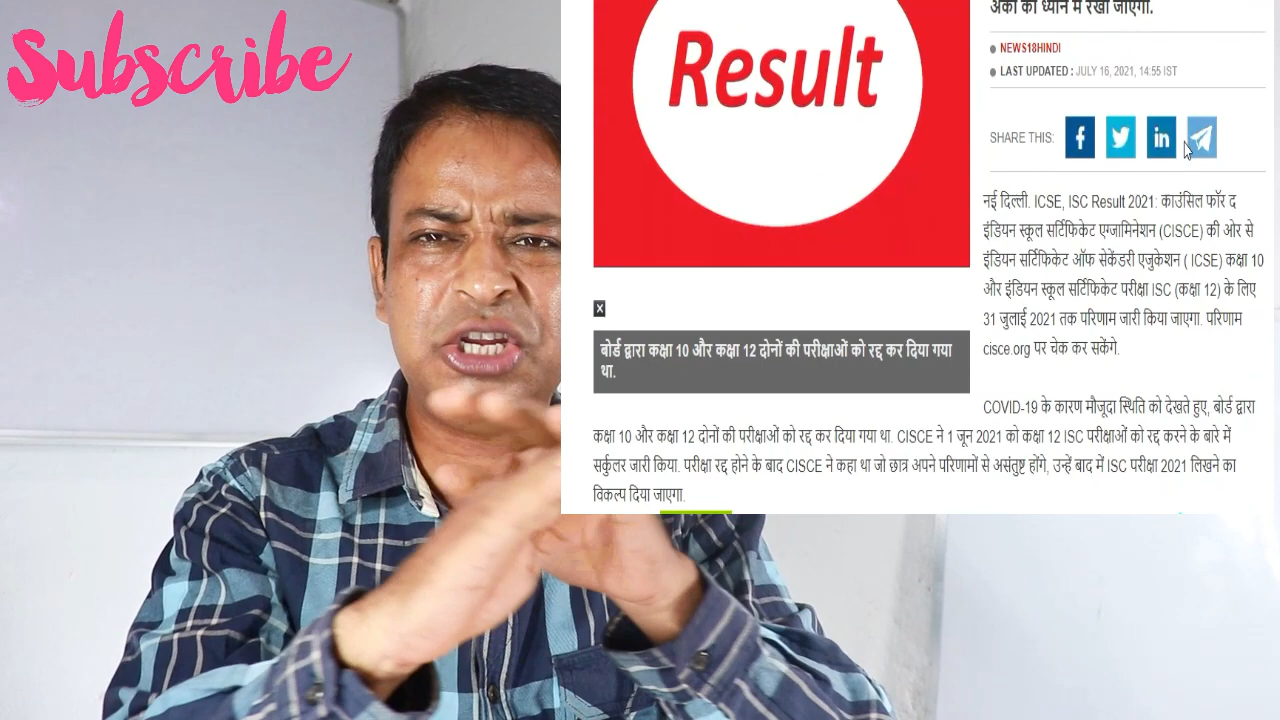 Subscribe
Result
अंकों को ध्यान में रखा जाएगा.
NEWS18HINDI
LAST UPDATED : JULY 16, 2021, 14:55 IST
SHARE THIS:
नई दिल्ली. ICSE, ISC Result 2021: काउंसिल फॉर द
इंडियन स्कूल सर्टिफिकेट एग्जामिनेशन (CISCE) की ओर से
इंडियन सर्टिफिकेट ऑफ सेकेंडरी एजुकेशन ( ICSE) कक्षा 10
और इंडियन स्कूल सर्टिफिकेट परीक्षा ISC (कक्षा 12) के लिए
31 जुलाई 2021 तक परिणाम जारी किया जाएगा. परिणाम
cisce.org पर चेक कर सकेंगे.
बोर्ड द्वारा कक्षा 10 और कक्षा 12 दोनों की परीक्षाओं को रद्द कर दिया गया
था.
COVID-19 के कारण मौजूदा स्थिति को देखते हुए, बोर्ड द्वारा
कक्षा 10 और कक्षा 12 दोनों की परीक्षाओं को रद्द कर दिया गया था. CISCE ने 1 जून 2021 को कक्षा 12 ISC परीक्षाओं को रद्द करने के बारे में
सर्कुलर जारी किया. परीक्षा रद्द होने के बाद CISCE ने कहा था जो छात्र अपने परिणामों से असंतुष्ट होंगे, उन्हें बाद में ISC परीक्षा 2021 लिखने का
विकल्प दिया जाएगा.